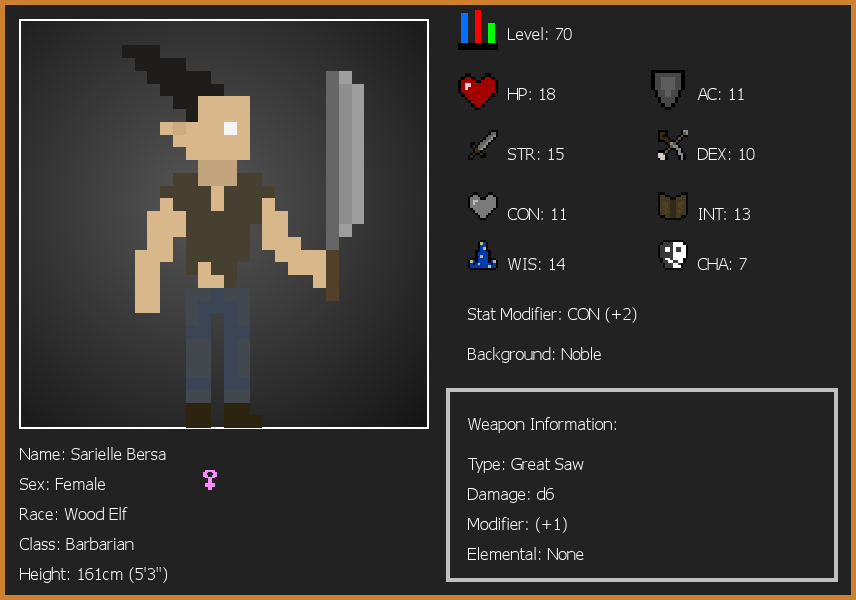 Level: 70
HP: 18
AC: 11
STR: 15
DEX: 10
CON: 11
INT: 13
WIS: 14
CHA: 7
Stat Modifier: CON (+2)
Background: Noble
Weapon Information:
Type: Great Saw
Damage: d6
Modifier: (+1)
Elemental: None
Name: Sarielle Bersa
Sex: Female
Race: Wood Elf
Class: Barbarian
Height: 161cm (5'3")